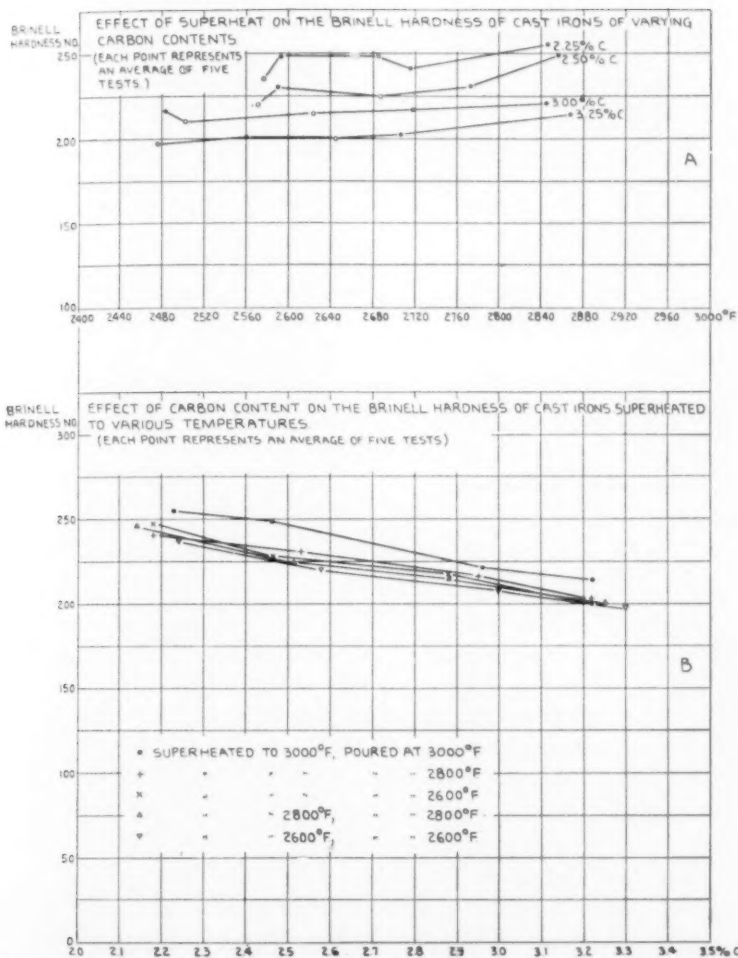 EFFECT OF SUPERHEAT ON THE BRINELL HARDNESS OF CAST IRONS OF VARYING
CARBON CONTENTS
(EACH POINT REPRESENTS
AN AVERAGE OF FIVE
TESTS.)
BRINELL
HARDNESS NO.
250
200
150
100
2.25% C
2.50% C
3.00% C
3.25% C
A
2400 2440 2480 2520 2560 2600 2640 2680 2720 2760 2800 2840 2880 2920 2960 3000°F
BRINELL
HARDNESS NO.
EFFECT OF CARBON CONTENT ON THE BRINELL HARDNESS OF CAST IRONS SUPERHEATED
TO VARIOUS TEMPERATURES.
(EACH POINT REPRESENTS AN AVERAGE OF FIVE TESTS)
300
250
200
150
100
50
B
SUPERHEATED TO 3000°F, POURED AT 3000°F
" " " " " 2800°F
" " " " " 2600°F
" " 2800°F, " " 2800°F
" " 2600°F, " " 2600°F
2.0 2.1 2.2 2.3 2.4 2.5 2.6 2.7 2.8 2.9 3.0 3.1 3.2 3.3 3.4 3.5% C